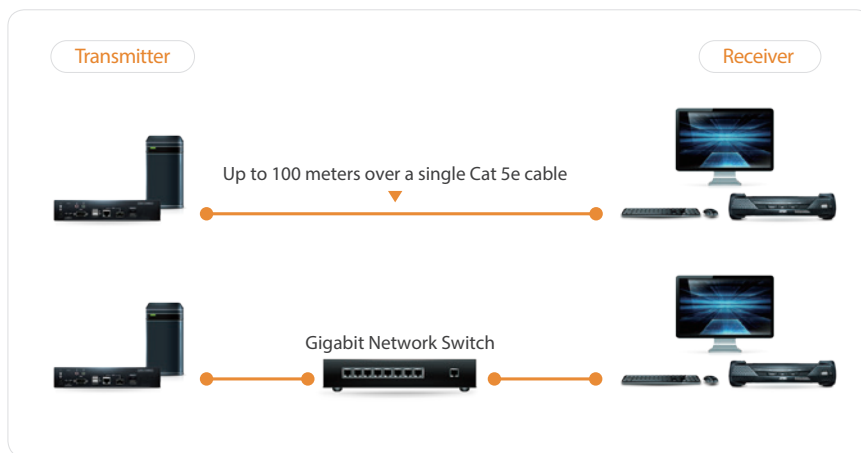 Transmitter
Receiver
Up to 100 meters over a single Cat 5e cable
Gigabit Network Switch